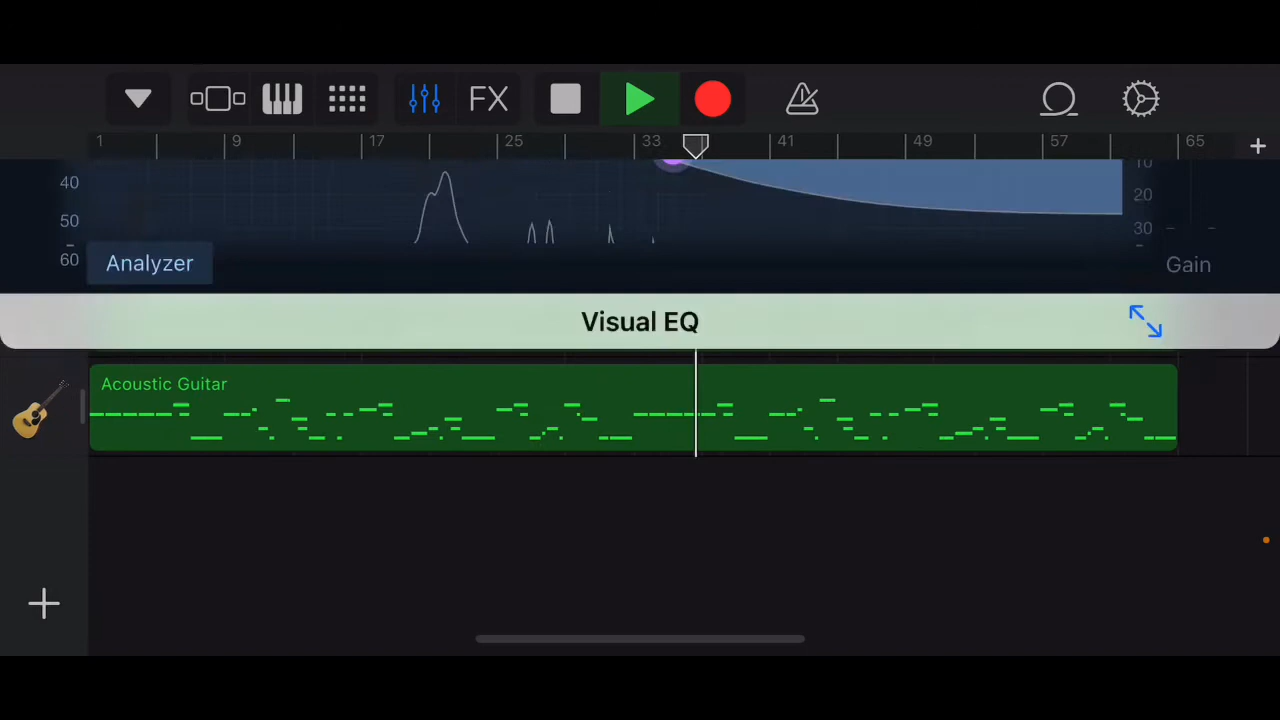 FX
1 9 17 25 33 41 49 57 65 +
40 10
50 20
60 30
Analyzer Gain
Visual EQ
Acoustic Guitar